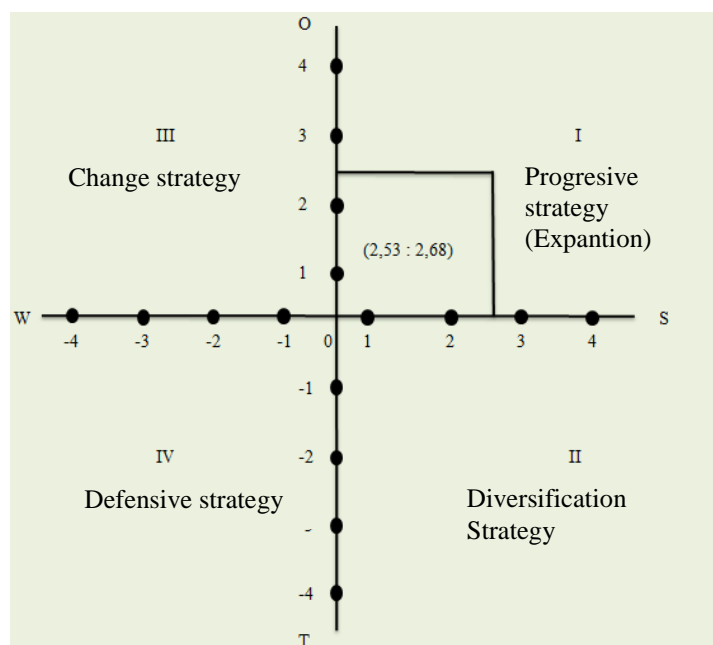 O
4
III
3
I
Change strategy
Progresive
strategy
(Expantion)
2
(2,53 : 2,68)
1
W
S
-4
-3
-2
-1
0
1
2
3
4
-1
IV
-2
II
Defensive strategy
Diversification
Strategy
-
-4
T